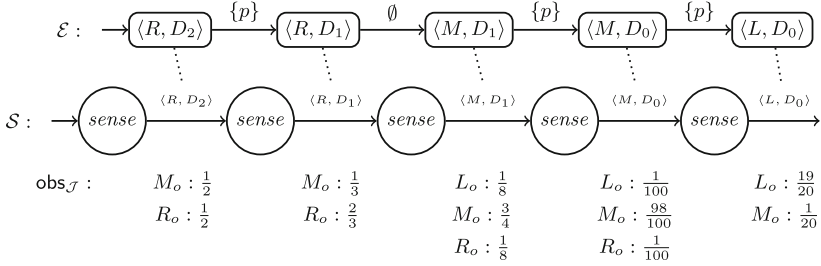 {p} ∅ {p} {p}
ℰ : ⟨R, D₂⟩ ⟨R, D₁⟩ ⟨M, D₁⟩ ⟨M, D₀⟩ ⟨L, D₀⟩
⟨R, D₂⟩ ⟨R, D₁⟩ ⟨M, D₁⟩ ⟨M, D₀⟩ ⟨L, D₀⟩
𝒮 : sense sense sense sense sense
obs𝒥 : Mₒ : 1/2 Mₒ : 1/3 Lₒ : 1/8 Lₒ : 1/100 Lₒ : 19/20
Rₒ : 1/2 Rₒ : 2/3 Mₒ : 3/4 Mₒ : 98/100 Mₒ : 1/20
Rₒ : 1/8 Rₒ : 1/100